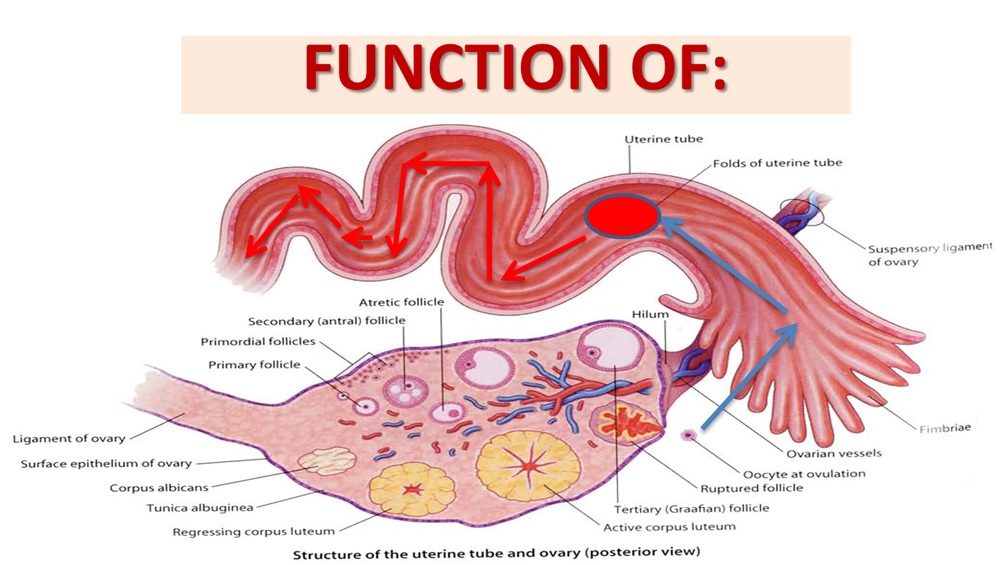 FUNCTION OF:
Uterine tube
Folds of uterine tube
Suspensory ligament
of ovary
Atretic follicle
Secondary (antral) follicle
Hilum
Primordial follicles
Primary follicle
Fimbriae
Ligament of ovary
Ovarian vessels
Surface epithelium of ovary
Oocyte at ovulation
Corpus albicans
Ruptured follicle
Tunica albuginea
Tertiary (Graafian) follicle
Regressing corpus luteum
Active corpus luteum
Structure of the uterine tube and ovary (posterior view)